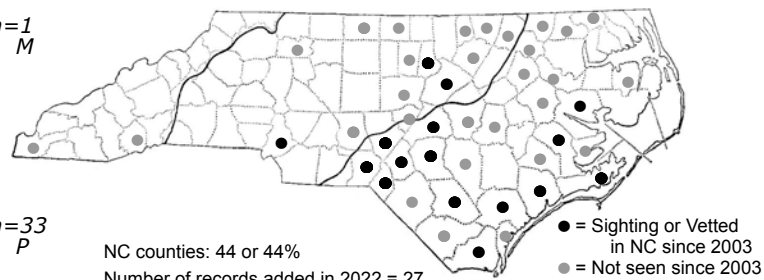 n=1
M
n=33
P
NC counties: 44 or 44%
Number of records added in 2022 = 27
= Sighting or Vetted
in NC since 2003
= Not seen since 2003